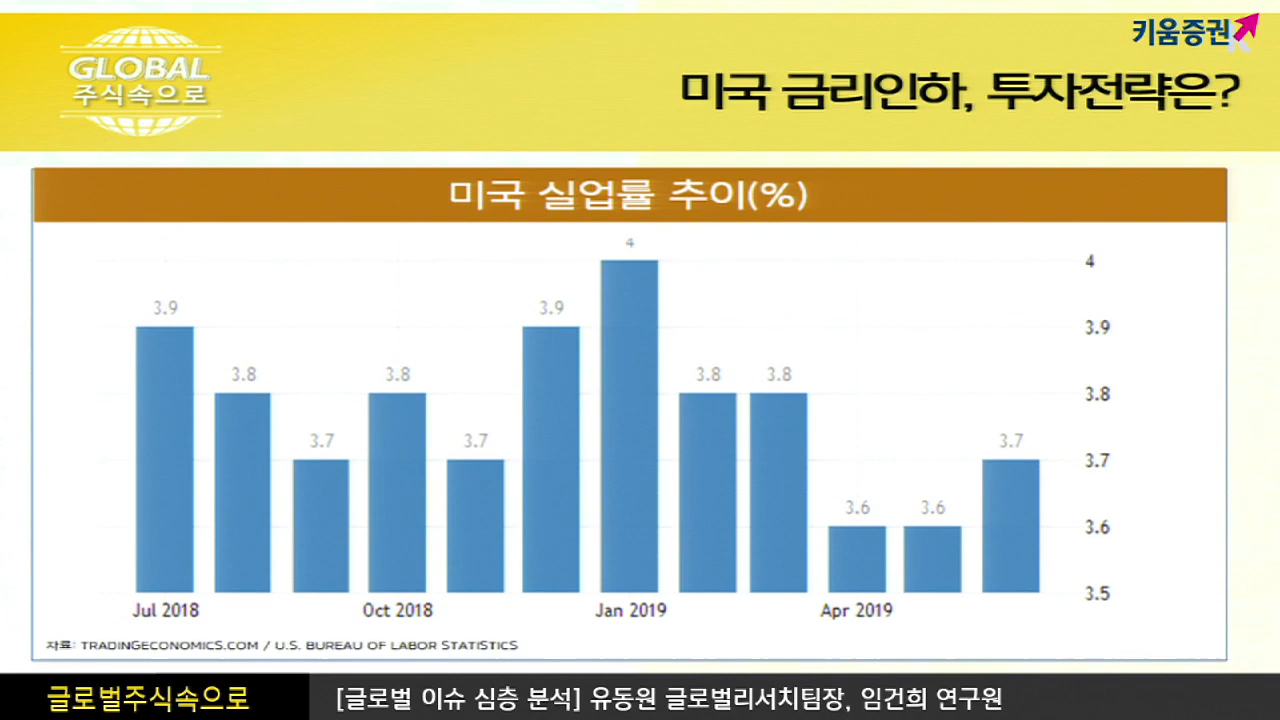 키움증권
GLOBAL
주식속으로
미국 금리인하, 투자전략은?
미국 실업률 추이(%)
3.9
3.8
3.7
3.8
3.7
3.9
4
3.8
3.8
3.6
3.6
3.7
4
3.9
3.8
3.7
3.6
3.5
Jul 2018
Oct 2018
Jan 2019
Apr 2019
자료: TRADINGECONOMICS.COM / U.S. BUREAU OF LABOR STATISTICS
글로벌주식속으로
[글로벌 이슈 심층 분석] 유동원 글로벌리서치팀장, 임건희 연구원